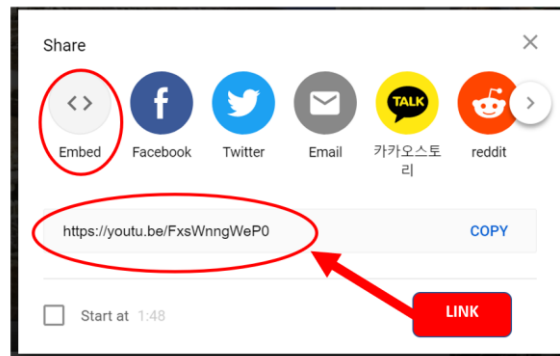 Share
Embed
Facebook
Twitter
TALK
Email
카카오스토
리
reddit
https://youtu.be/FxsWnngWeP0
COPY
Start at 1:48
LINK